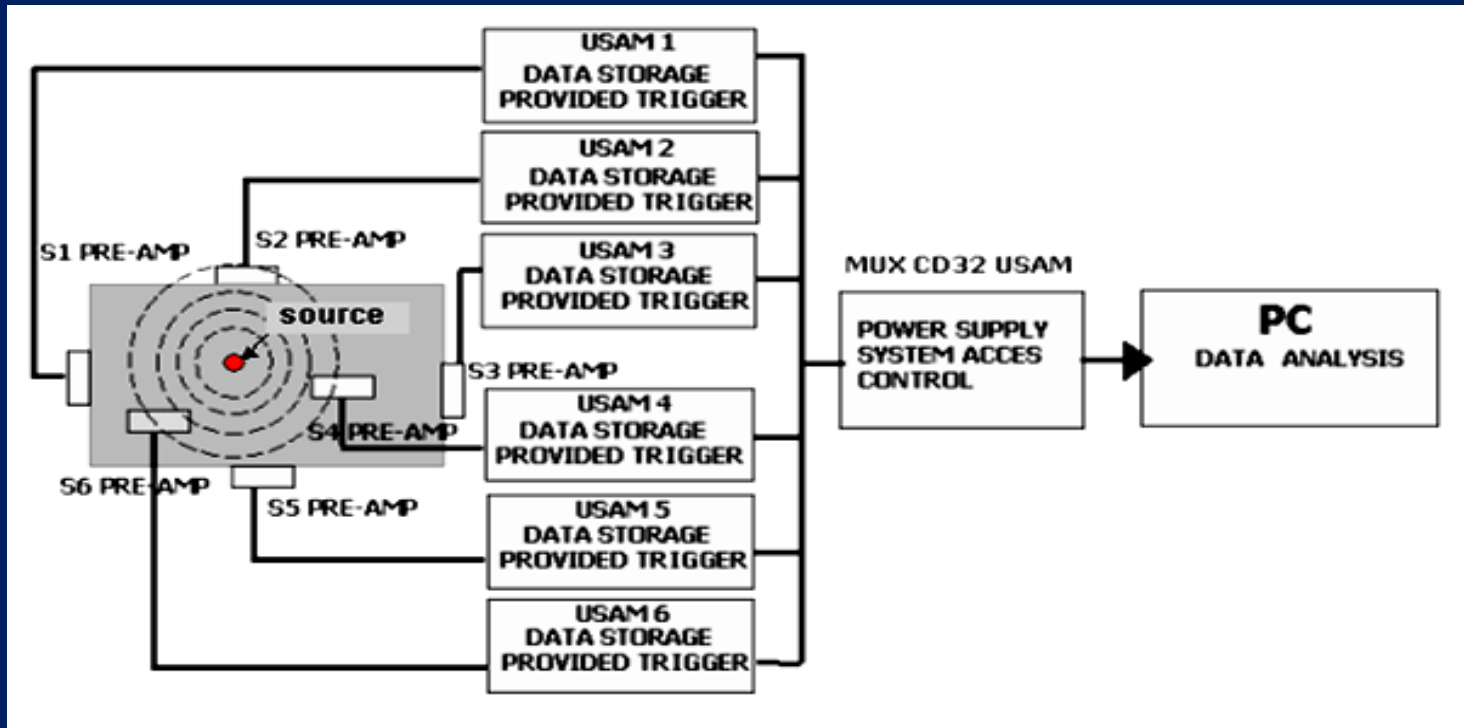 USAM 1
DATA STORAGE
PROVIDED TRIGGER
USAM 2
DATA STORAGE
PROVIDED TRIGGER
S1 PRE-AMP
S2 PRE-AMP
USAM 3
DATA STORAGE
PROVIDED TRIGGER
source
S3 PRE-AMP
USAM 4
DATA STORAGE
PROVIDED TRIGGER
S4 PRE-AMP
S6 PRE-AMP
S5 PRE-AMP
USAM 5
DATA STORAGE
PROVIDED TRIGGER
USAM 6
DATA STORAGE
PROVIDED TRIGGER
MUX CD32 USAM
POWER SUPPLY
SYSTEM ACCES
CONTROL
PC
DATA ANALYSIS